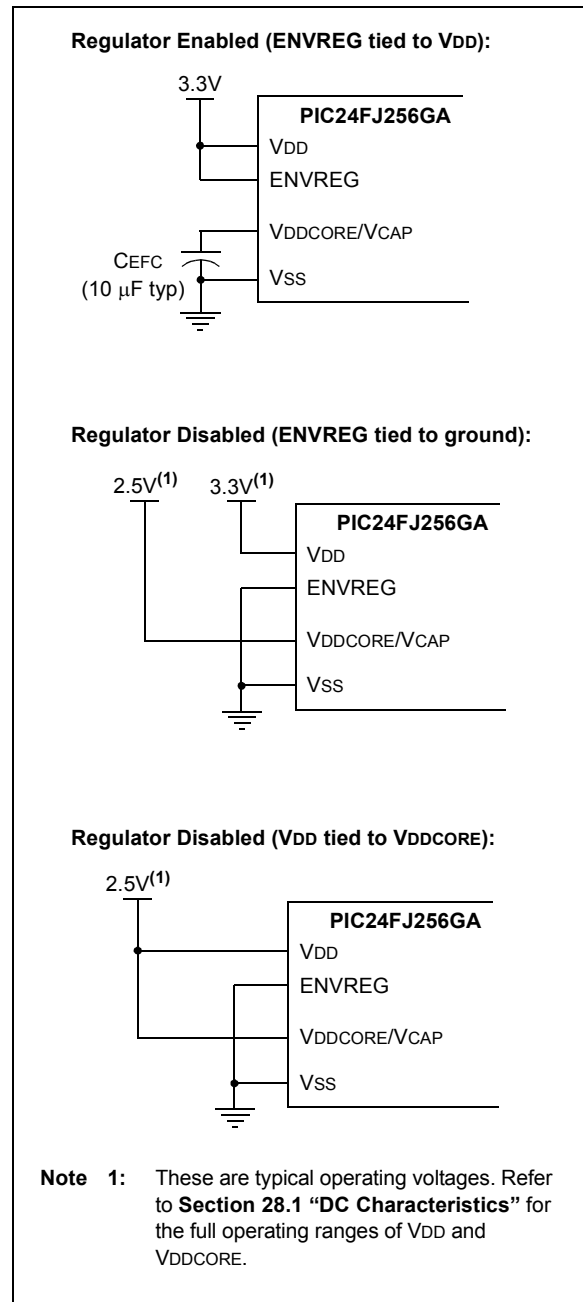 Regulator Enabled (ENVREG tied to VDD):
3.3V
PIC24FJ256GA
VDD
ENVREG
VDDCORE/VCAP
CEFC
(10 μF typ)
VSS
Regulator Disabled (ENVREG tied to ground):
2.5V(1) 3.3V(1)
PIC24FJ256GA
VDD
ENVREG
VDDCORE/VCAP
VSS
Regulator Disabled (VDD tied to VDDCORE):
2.5V(1)
PIC24FJ256GA
VDD
ENVREG
VDDCORE/VCAP
VSS
Note 1: These are typical operating voltages. Refer
to Section 28.1 “DC Characteristics” for
the full operating ranges of VDD and
VDDCORE.